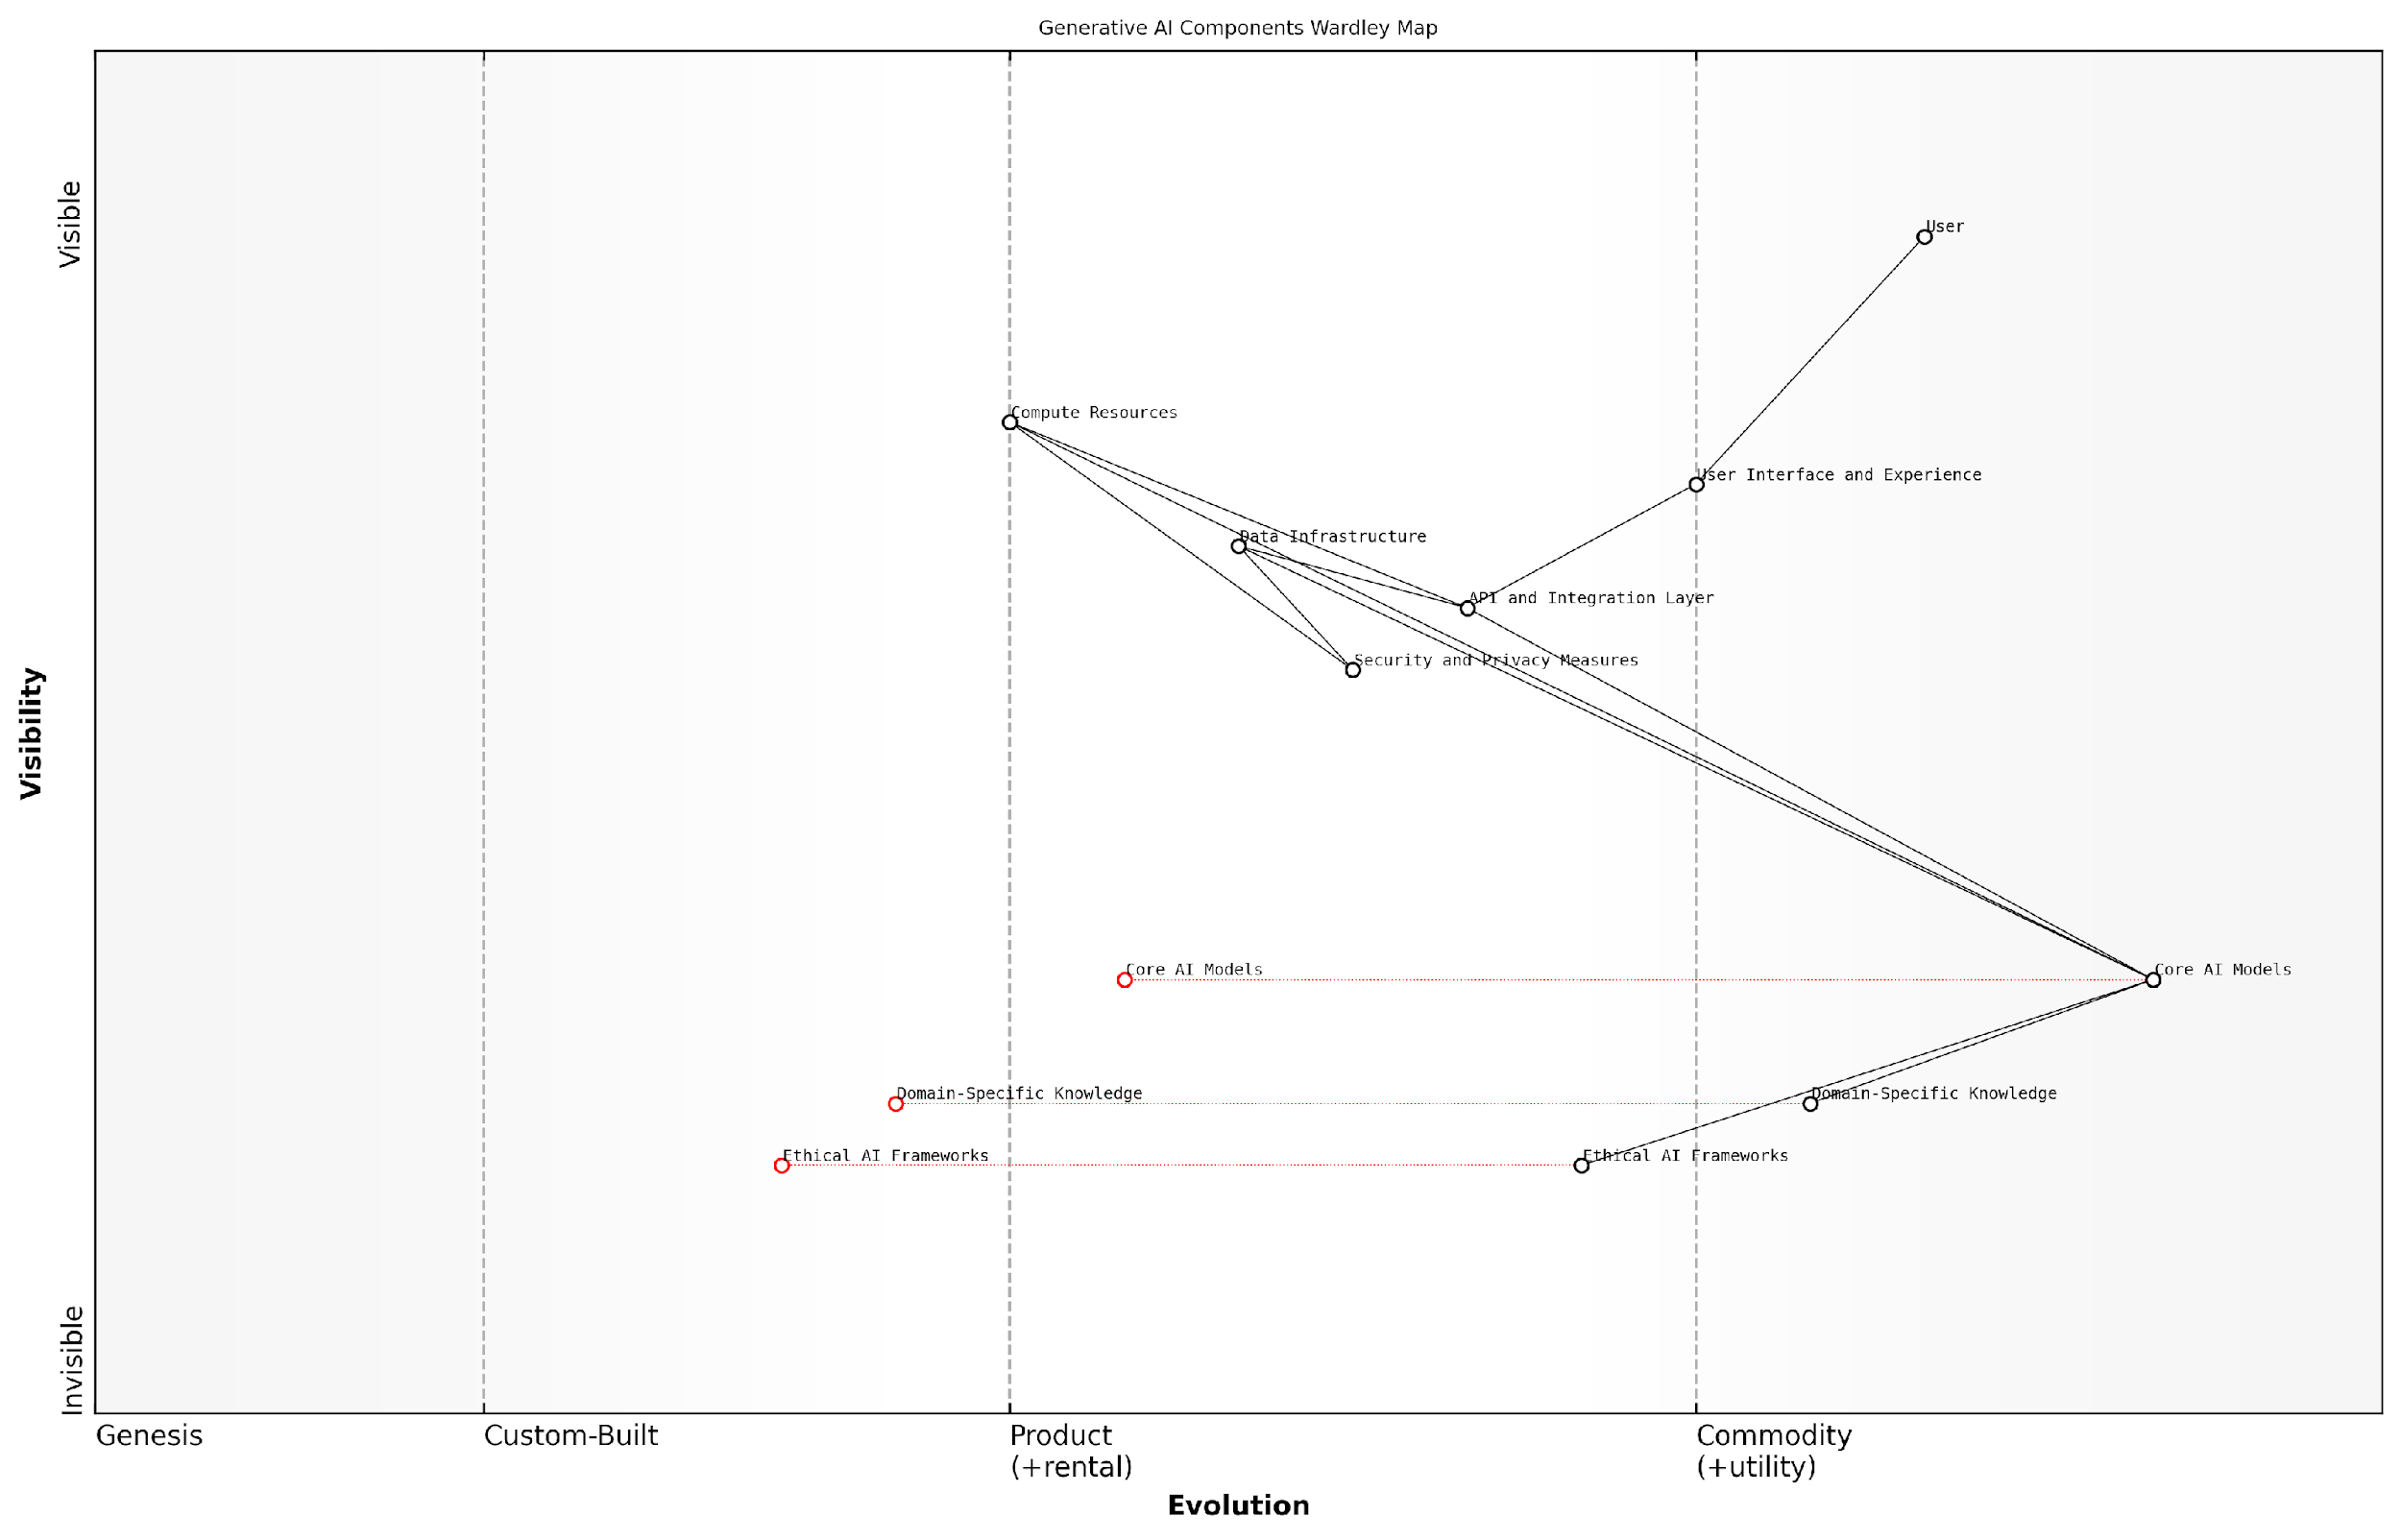 Generative AI Components Wardley Map
Visible
User
Compute Resources
User Interface and Experience
Data Infrastructure
API and Integration Layer
Security and Privacy Measures
Visibility
Core AI Models
Core AI Models
Domain-Specific Knowledge
Domain-Specific Knowledge
Ethical AI Frameworks
Ethical AI Frameworks
Invisible
Genesis
Custom-Built
Product
(+rental)
Commodity
(+utility)
Evolution